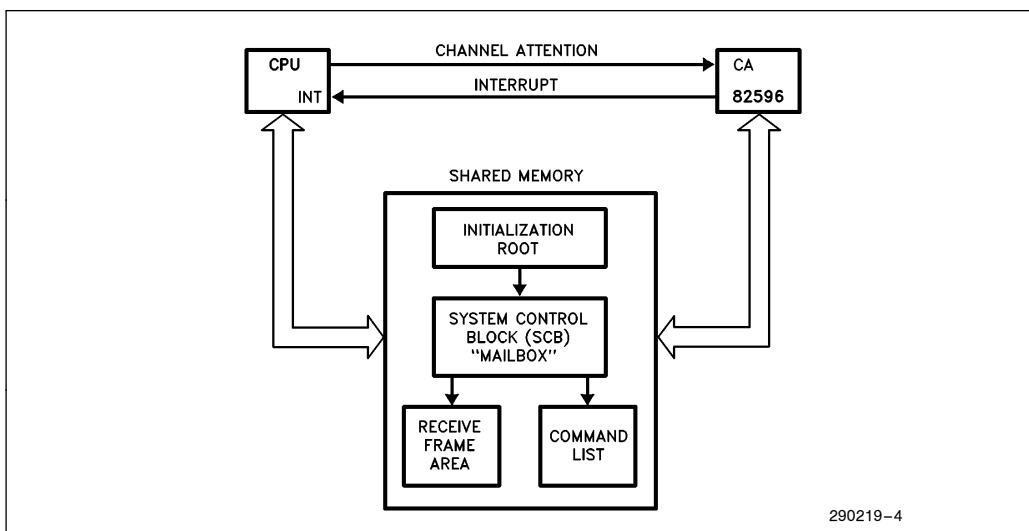 CHANNEL ATTENTION
CPU
CA
INTERRUPT
INT
82596
SHARED MEMORY
INITIALIZATION
ROOT
SYSTEM CONTROL
BLOCK (SCB)
"MAILBOX"
RECEIVE
FRAME
AREA
COMMAND
LIST
290219-4